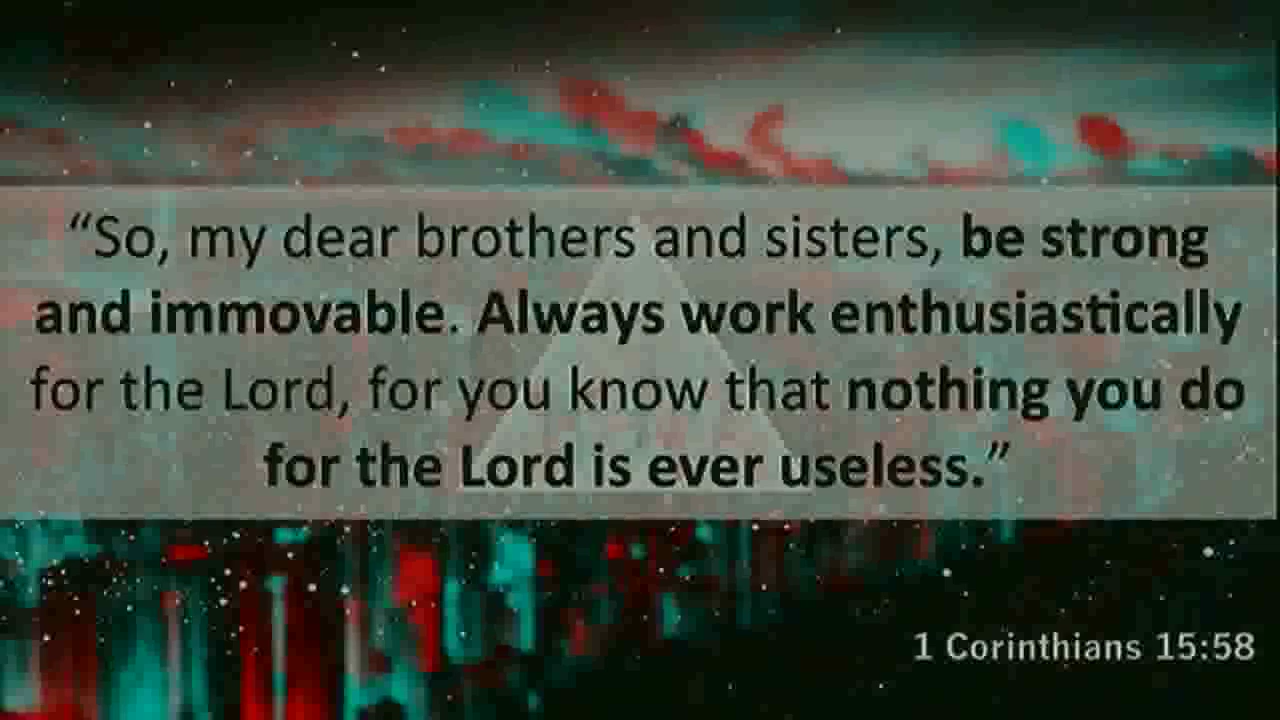 “So, my dear brothers and sisters, be strong
and immovable. Always work enthusiastically
for the Lord, for you know that nothing you do
for the Lord is ever useless.”
1 Corinthians 15:58